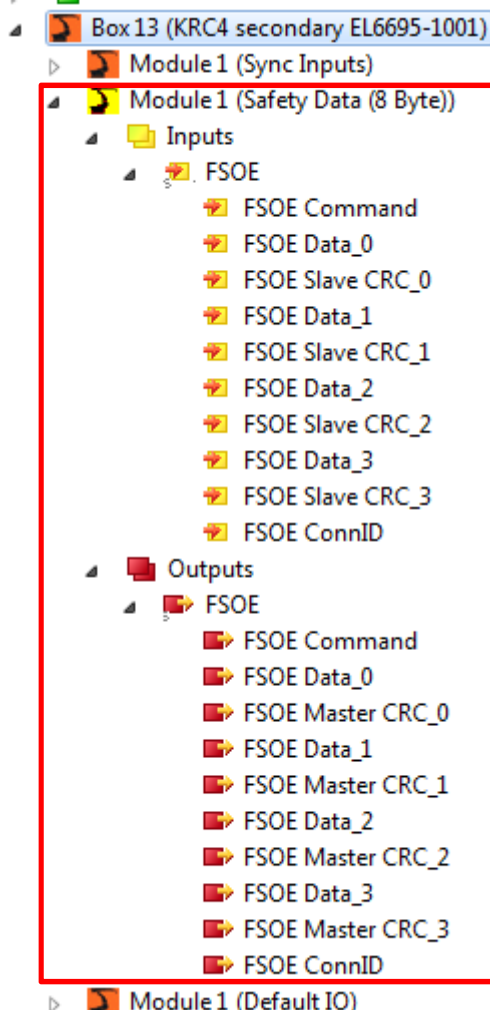 Box 13 (KRC4 secondary EL6695-1001)
Module 1 (Sync Inputs)
Module 1 (Safety Data (8 Byte))
Inputs
FSOE
FSOE Command
FSOE Data_0
FSOE Slave CRC_0
FSOE Data_1
FSOE Slave CRC_1
FSOE Data_2
FSOE Slave CRC_2
FSOE Data_3
FSOE Slave CRC_3
FSOE ConnID
Outputs
FSOE
FSOE Command
FSOE Data_0
FSOE Master CRC_0
FSOE Data_1
FSOE Master CRC_1
FSOE Data_2
FSOE Master CRC_2
FSOE Data_3
FSOE Master CRC_3
FSOE ConnID
Module 1 (Default IO)